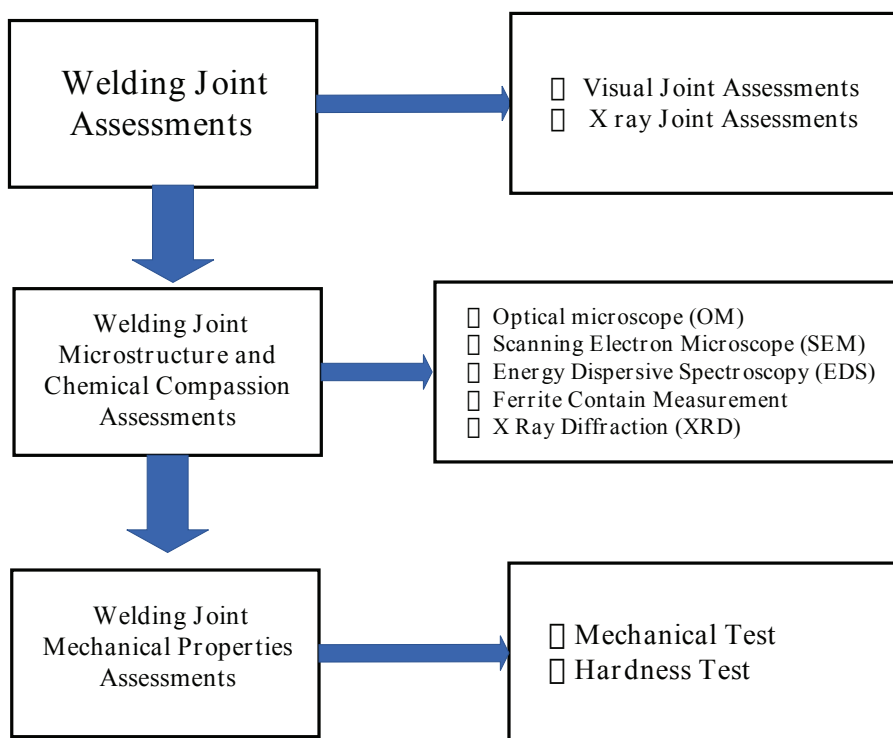 Welding Joint
Assessments
▯ Visual Joint Assessments
▯ X ray Joint Assessments
Welding Joint
Microstructure and
Chemical Compassion
Assessments
▯ Optical microscope (OM)
▯ Scanning Electron Microscope (SEM)
▯ Energy Dispersive Spectroscopy (EDS)
▯ Ferrite Contain Measurement
▯ X Ray Diffraction (XRD)
Welding Joint
Mechanical Properties
Assessments
▯ Mechanical Test
▯ Hardness Test